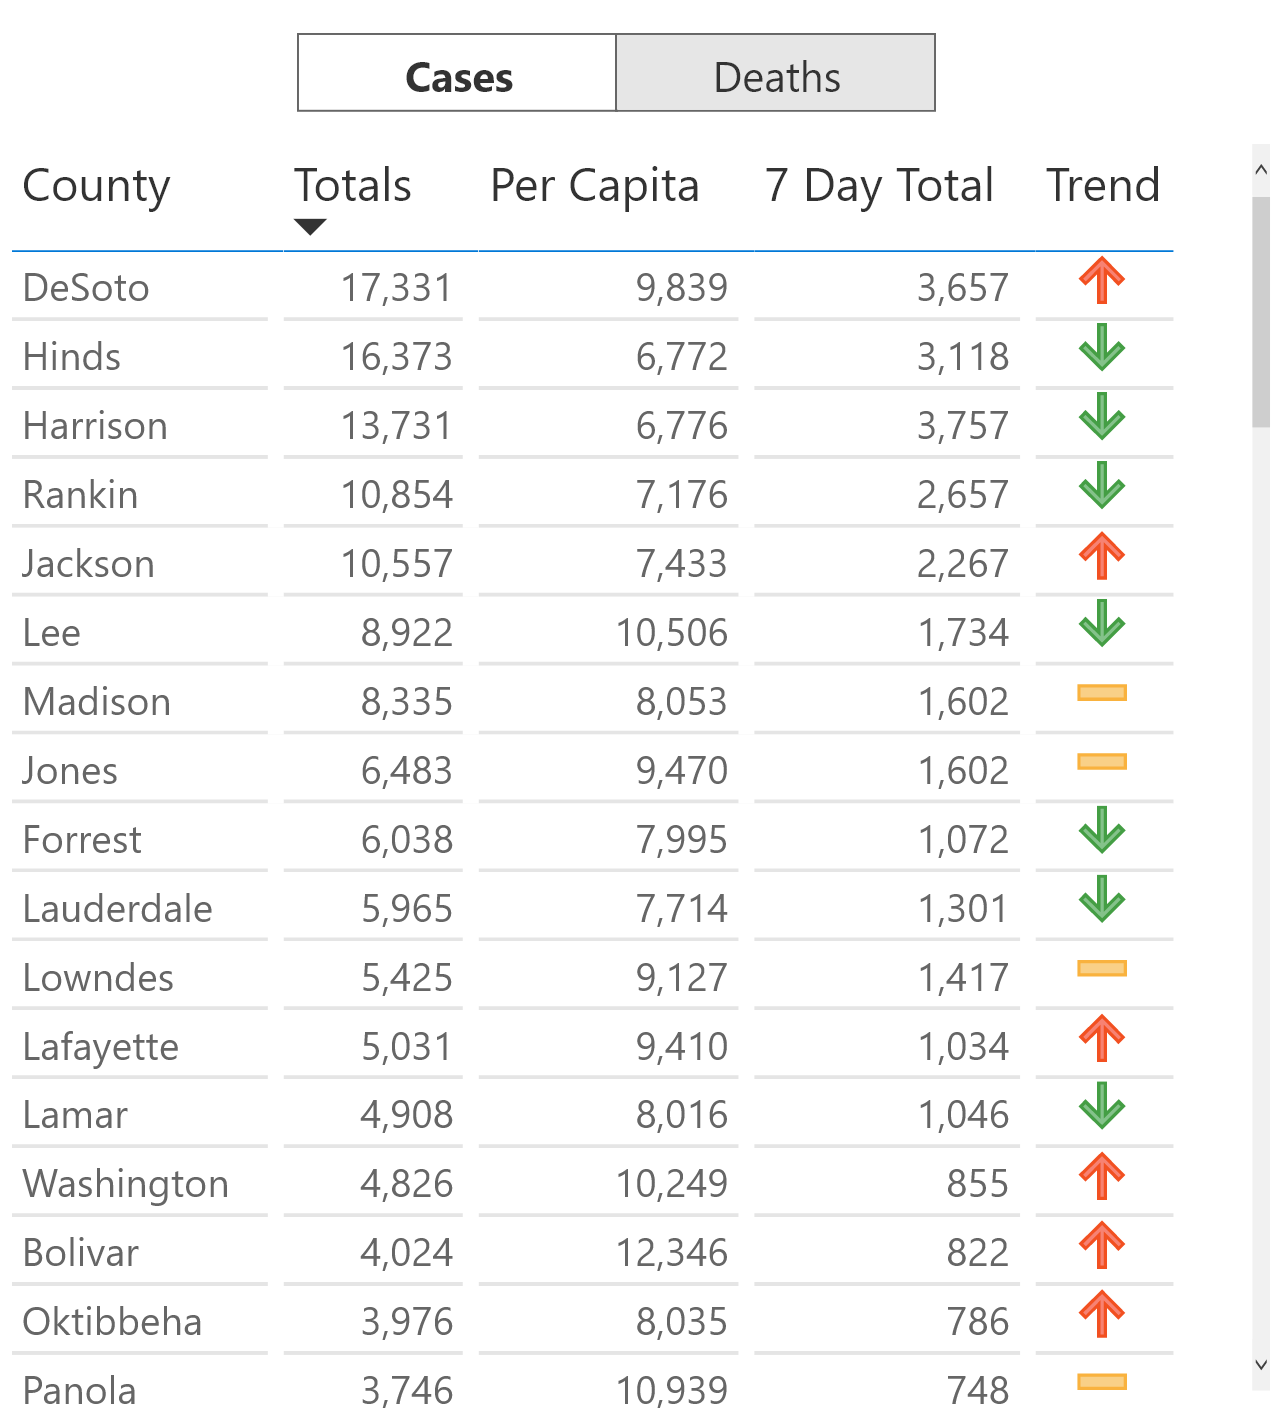 Cases Deaths
County Totals Per Capita 7 Day Total Trend
DeSoto 17,331 9,839 3,657
Hinds 16,373 6,772 3,118
Harrison 13,731 6,776 3,757
Rankin 10,854 7,176 2,657
Jackson 10,557 7,433 2,267
Lee 8,922 10,506 1,734
Madison 8,335 8,053 1,602
Jones 6,483 9,470 1,602
Forrest 6,038 7,995 1,072
Lauderdale 5,965 7,714 1,301
Lowndes 5,425 9,127 1,417
Lafayette 5,031 9,410 1,034
Lamar 4,908 8,016 1,046
Washington 4,826 10,249 855
Bolivar 4,024 12,346 822
Oktibbeha 3,976 8,035 786
Panola 3,746 10,939 748